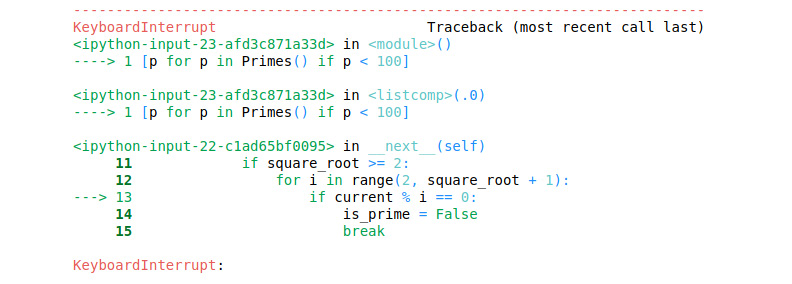 ---------------------------------------------------------------------------
KeyboardInterrupt                         Traceback (most recent call last)
<ipython-input-23-afd3c871a33d> in <module>()
----> 1 [p for p in Primes() if p < 100]

<ipython-input-23-afd3c871a33d> in <listcomp>(.0)
----> 1 [p for p in Primes() if p < 100]

<ipython-input-22-c1ad65bf0095> in __next__(self)
     11             if square_root >= 2:
     12                 for i in range(2, square_root + 1):
---> 13                     if current % i == 0:
     14                         is_prime = False
     15                         break

KeyboardInterrupt: